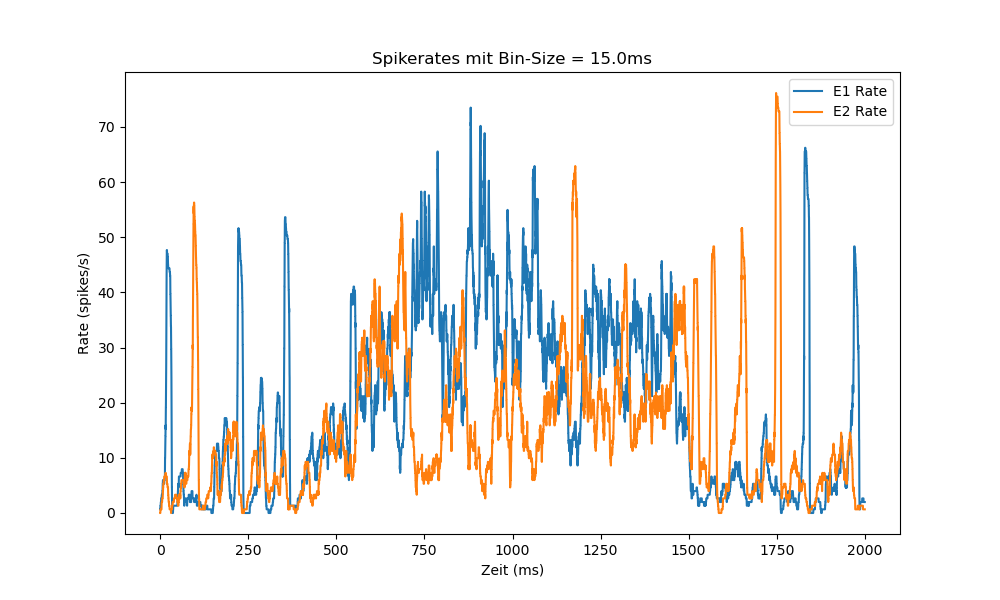 Spikerates mit Bin-Size = 15.0ms
E1 Rate
E2 Rate
Rate (spikes/s)
70
60
50
40
30
20
10
0
0 250 500 750 1000 1250 1500 1750 2000
Zeit (ms)